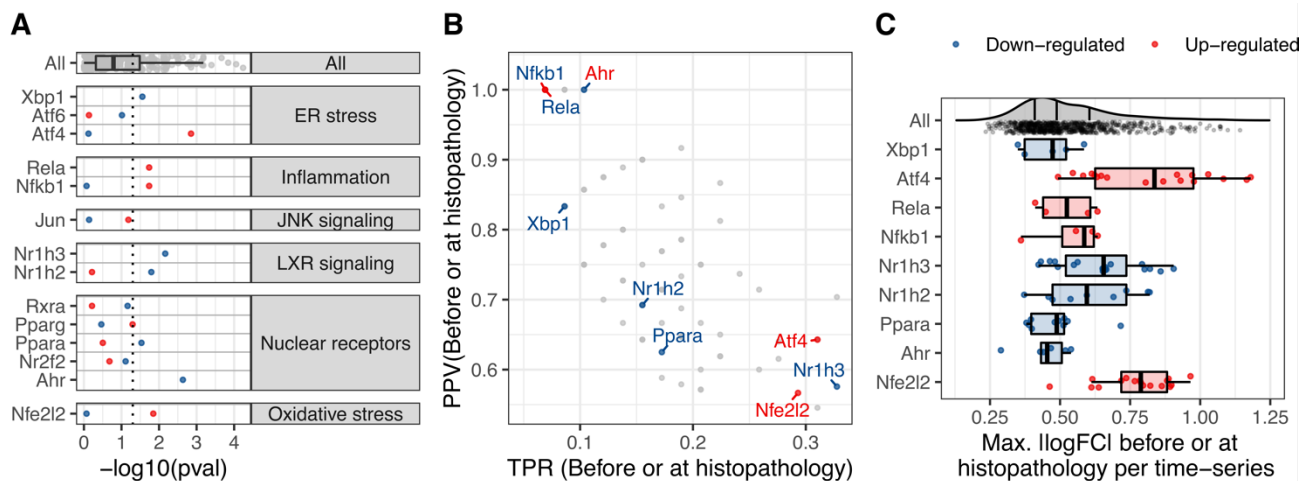 A
All
All
Xbp1
Atf6
Atf4
ER stress
Rela
Nfkb1
Inflammation
Jun
JNK signaling
Nr1h3
Nr1h2
LXR signaling
Rxra
Pparg
Ppara
Nr2f2
Ahr
Nuclear receptors
Nfe2l2
Oxidative stress
0 1 2 3 4
−log10(pval)
B
PPV(Before or at histopathology)
1.0
0.9
0.8
0.7
0.6
Nfkb1
Ahr
Rela
Xbp1
Nr1h2
Ppara
Atf4
Nr1h3
Nfe2l2
0.1 0.2 0.3
TPR (Before or at histopathology)
C
Down−regulated Up−regulated
All
Xbp1
Atf4
Rela
Nfkb1
Nr1h3
Nr1h2
Ppara
Ahr
Nfe2l2
0.25 0.50 0.75 1.00 1.25
Max. |logFC| before or at
histopathology per time−series